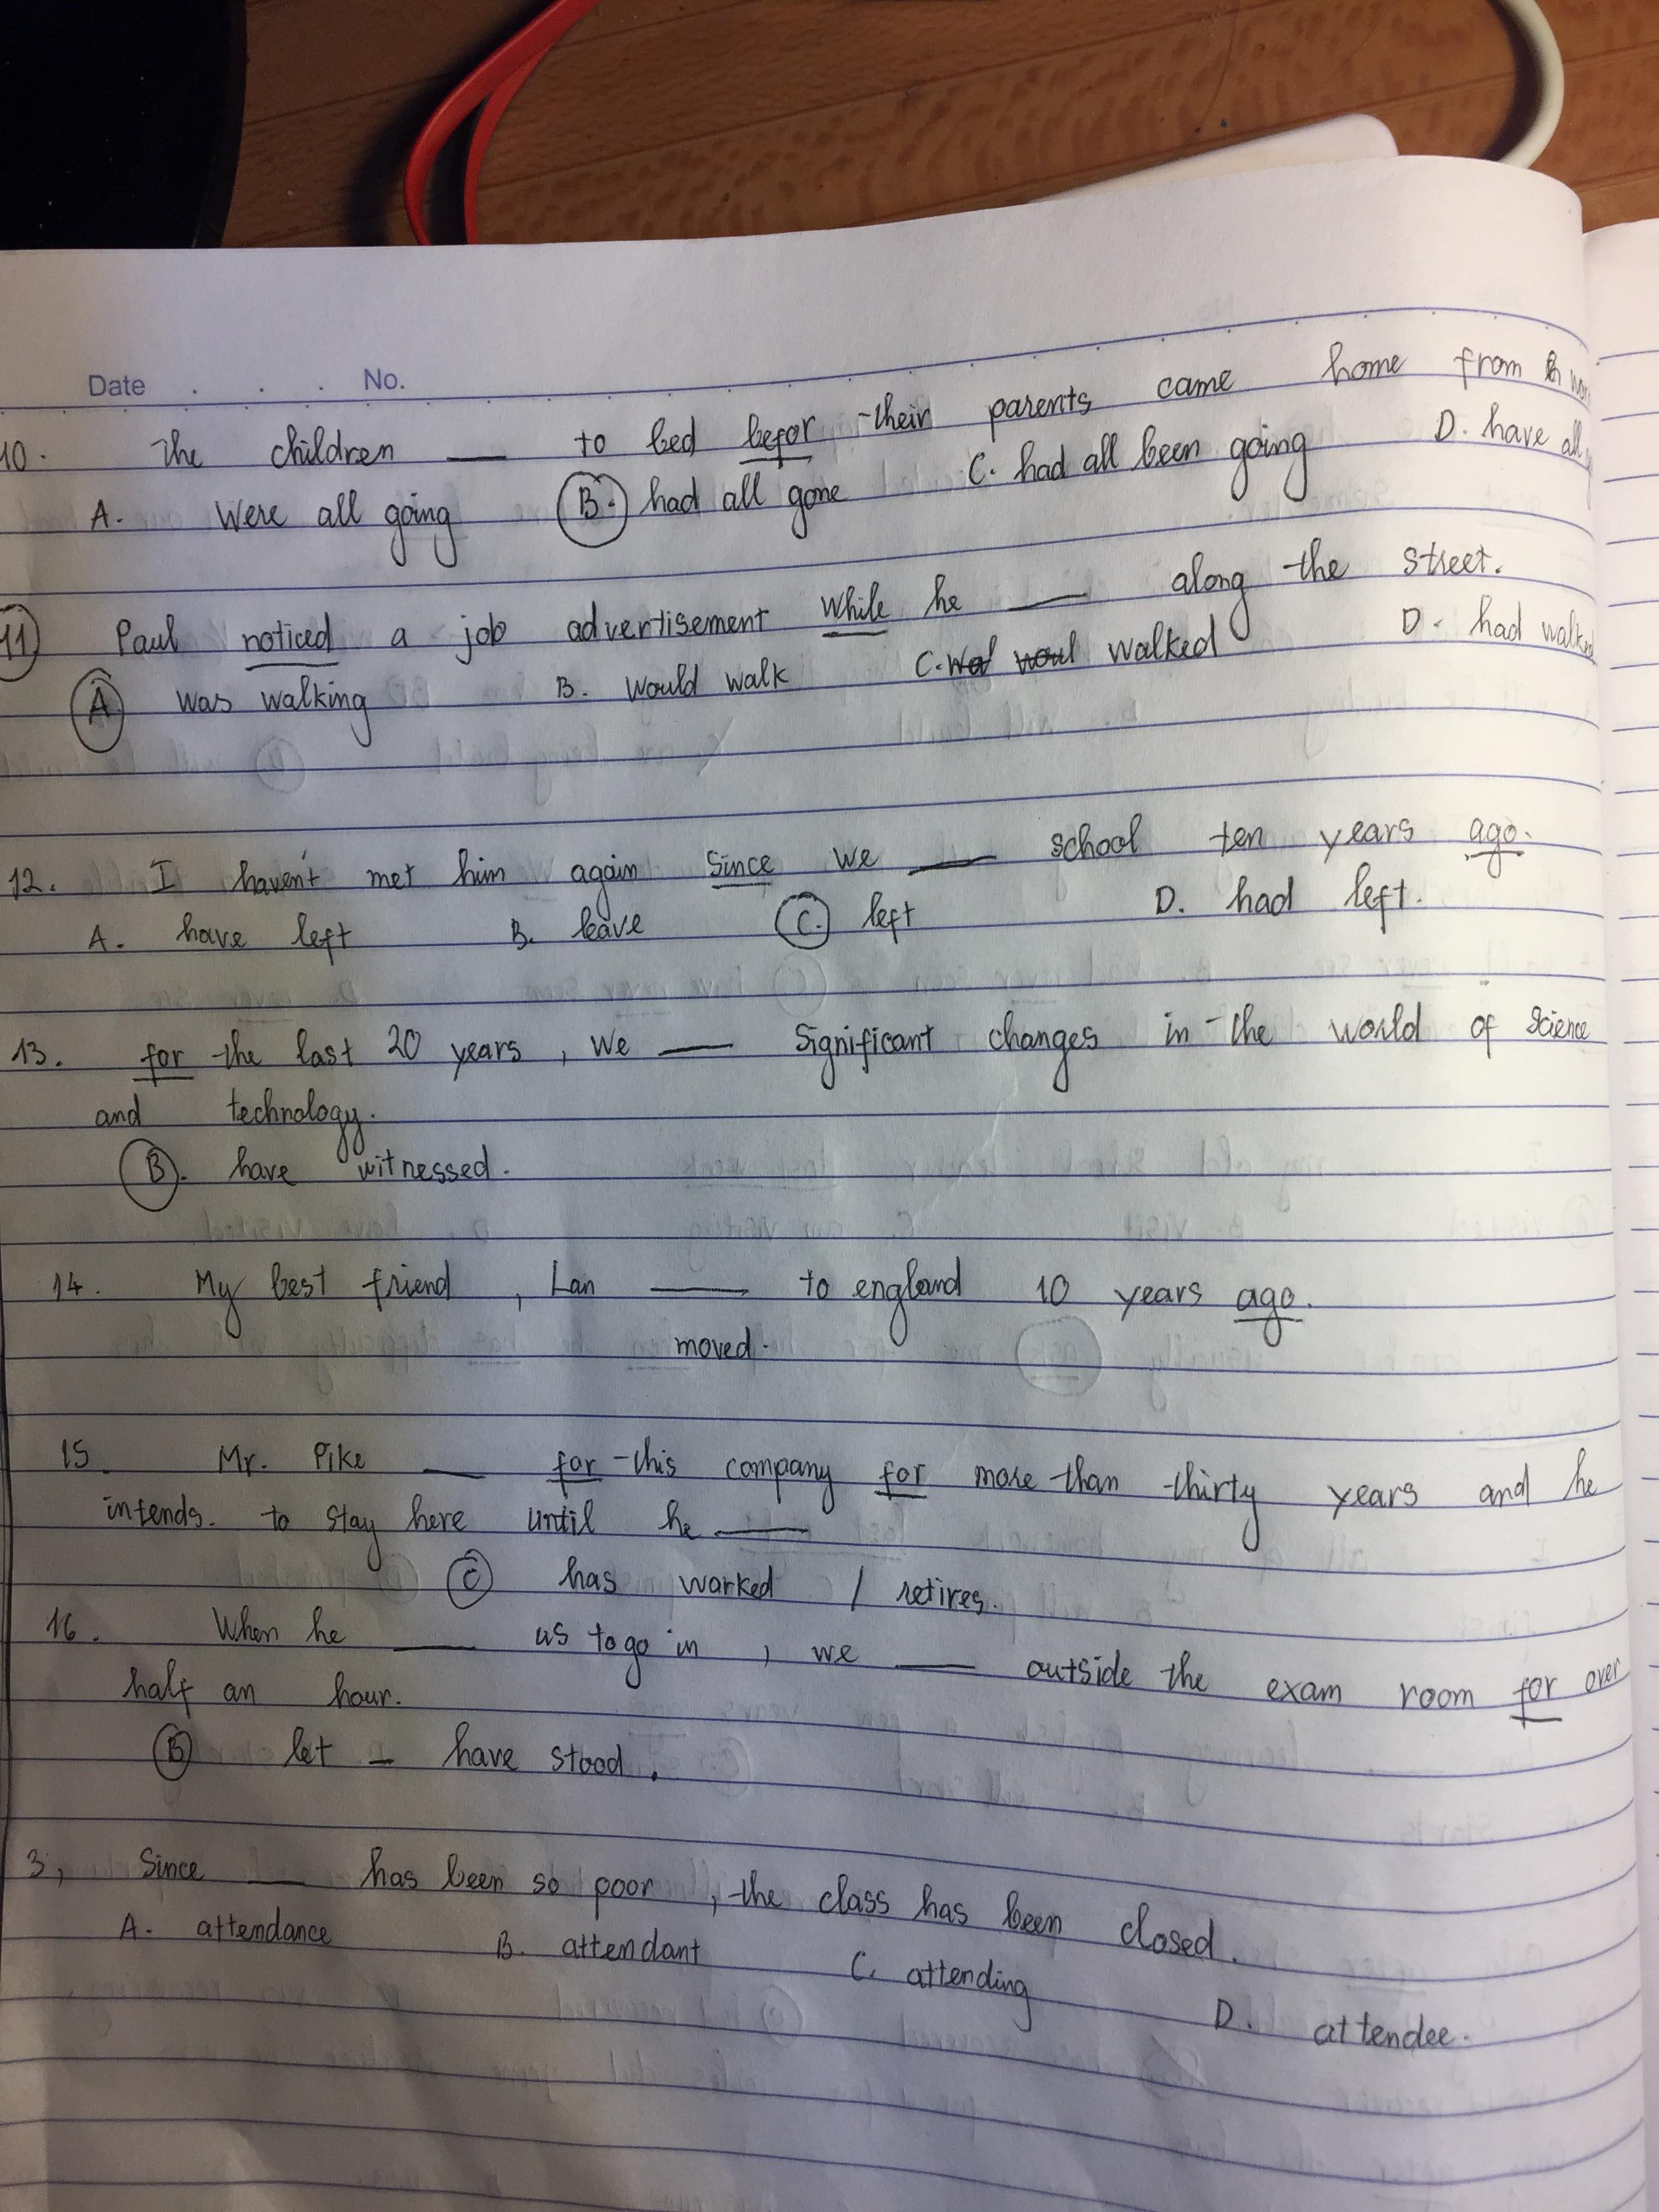 Date . . . No.
10. The children ___ to bed befor their parents came home from
A. Were all going B. had all gone C. had all been going D. have all
11 Paul noticed a job advertisement while he ___ along the street.
A was walking B. would walk C. walked D. had walked
12. I haven't met him again since we ___ school ten years ago.
A. have left B. leave C. left D. had left.
13. for the last 20 years, we ___ significant changes in the world of science
and technology.
B. have witnessed.
14. My best friend, Lan ___ to england 10 years ago.
moved.
15 Mr. Pike ___ for this company for more than thirty years and he
intends. to stay here until he ___
C has worked / retires.
16. When he ___ us to go in, we ___ outside the exam room for over
half an hour.
B let _ have stood.
3, Since ___ has been so poor, the class has been closed.
A. attendance B. attendant C. attending D. attendee.